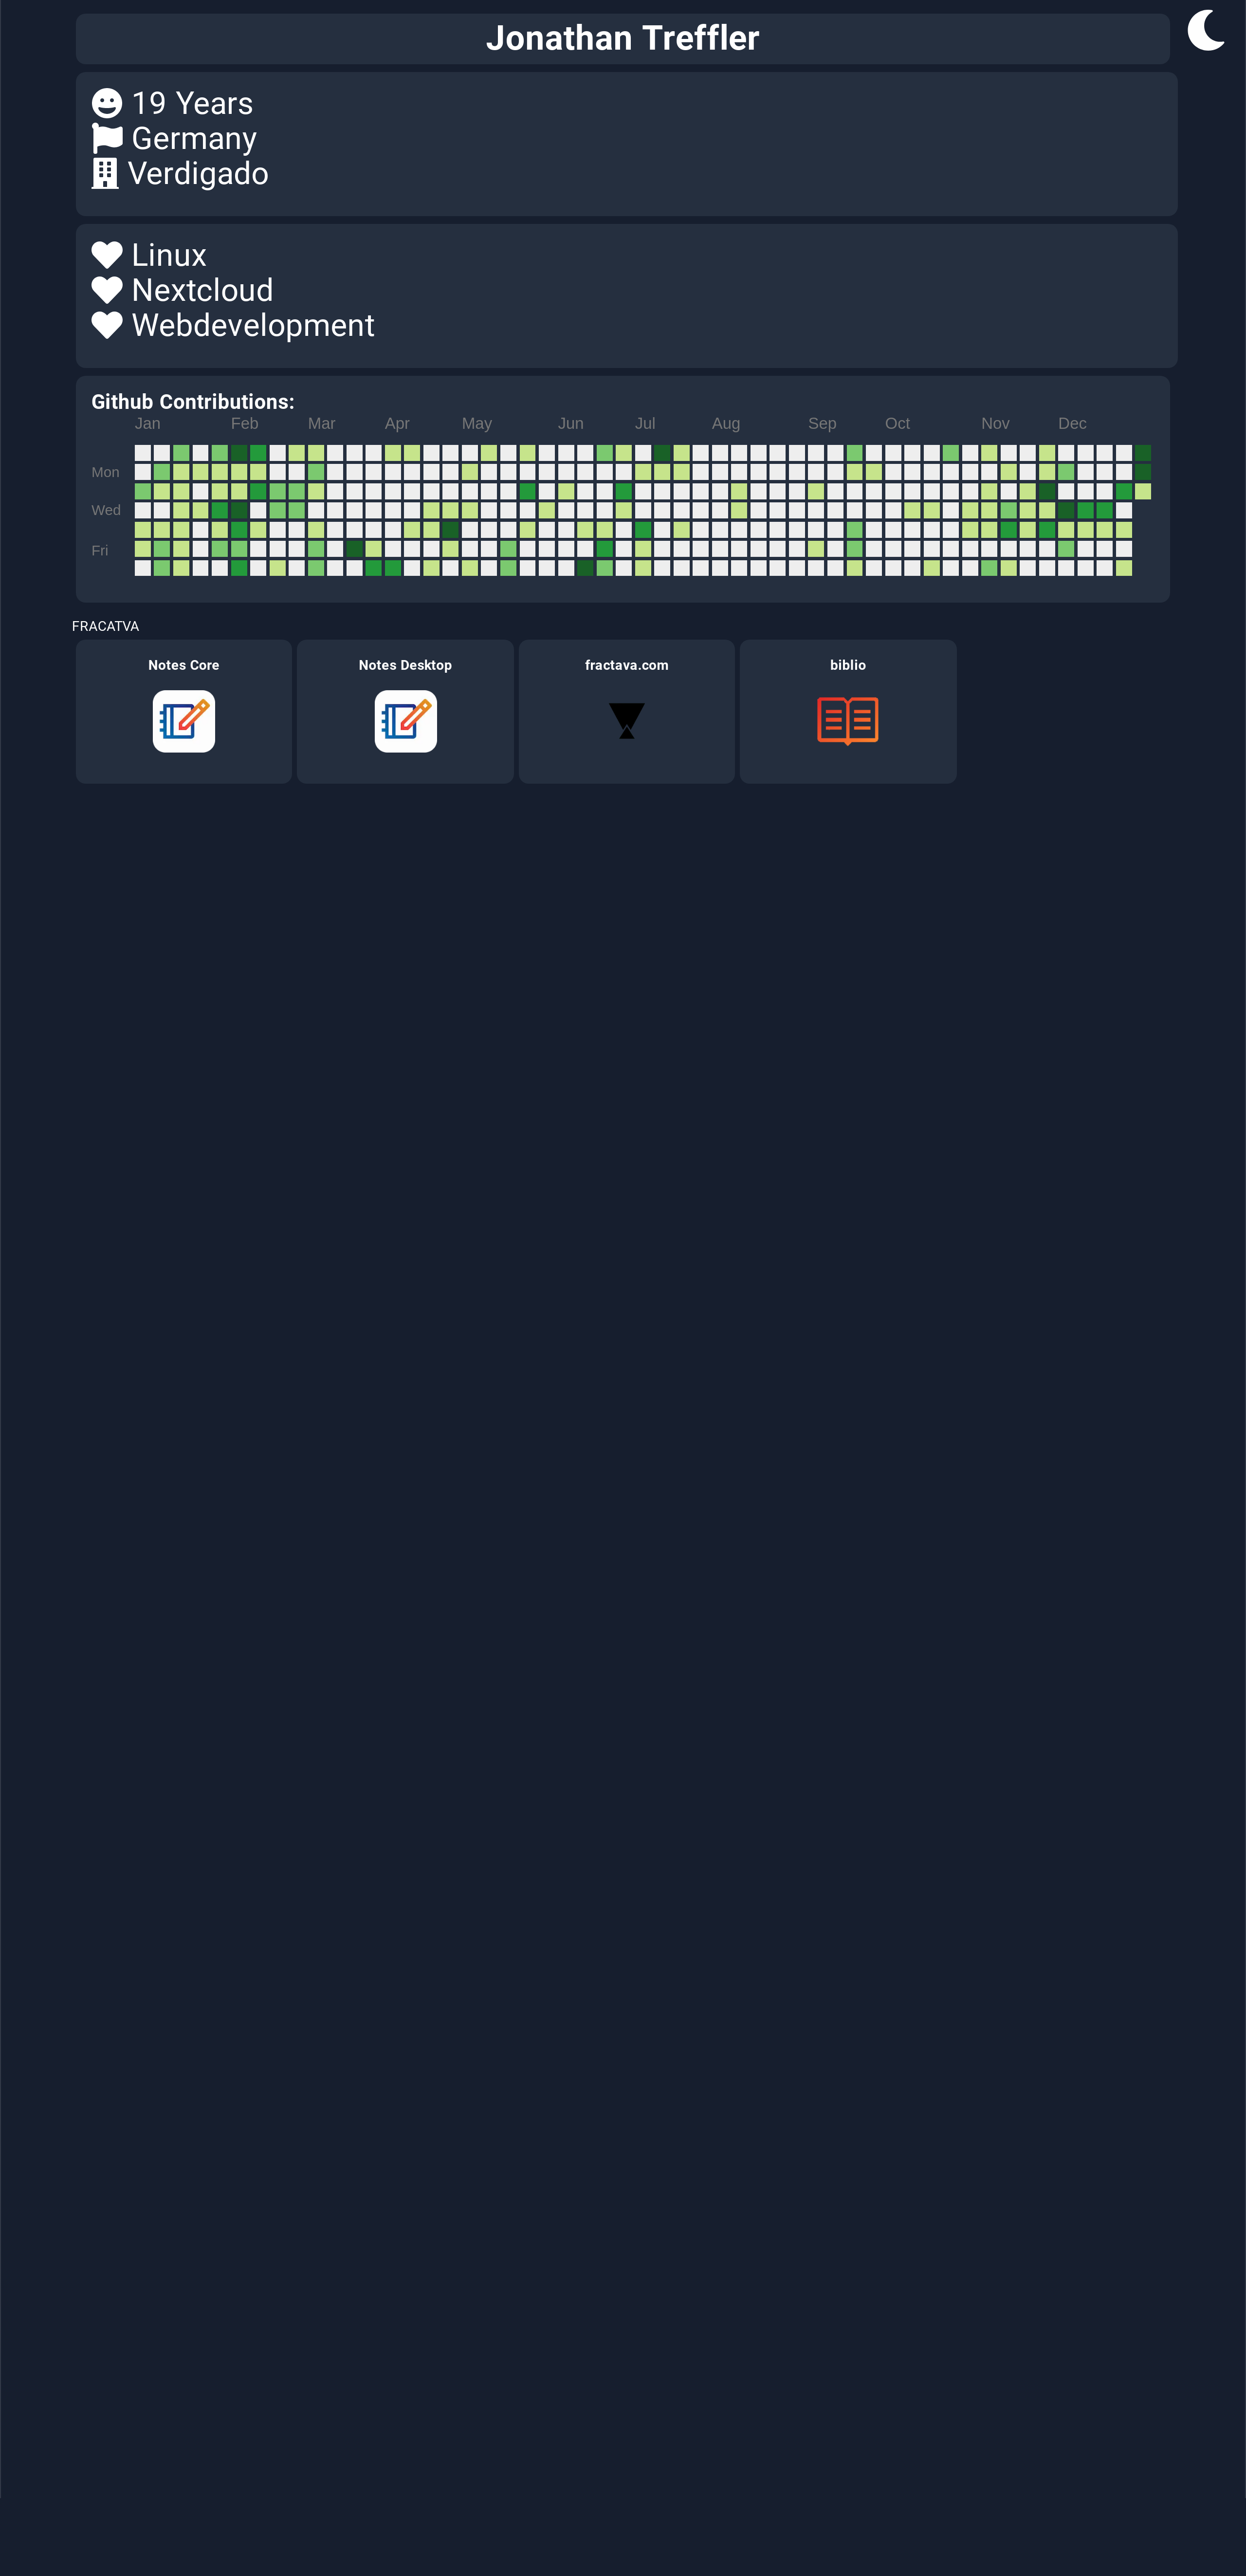 Jonathan Treffler
19 Years
Germany
Verdigado
Linux
Nextcloud
Webdevelopment
Github Contributions:
Jan Feb Mar Apr May Jun Jul Aug Sep Oct Nov Dec
Mon
Wed
Fri
FRACATVA
Notes Core Notes Desktop fractava.com biblio